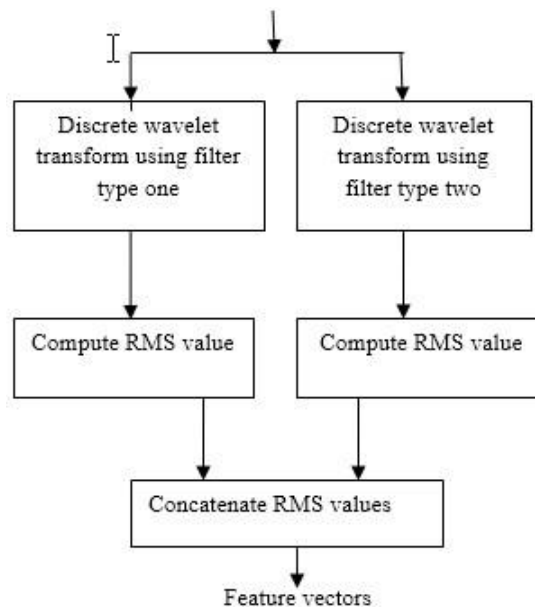 Discrete wavelet
transform using filter
type one
Discrete wavelet
transform using
filter type two
Compute RMS value
Compute RMS value
Concatenate RMS values
Feature vectors